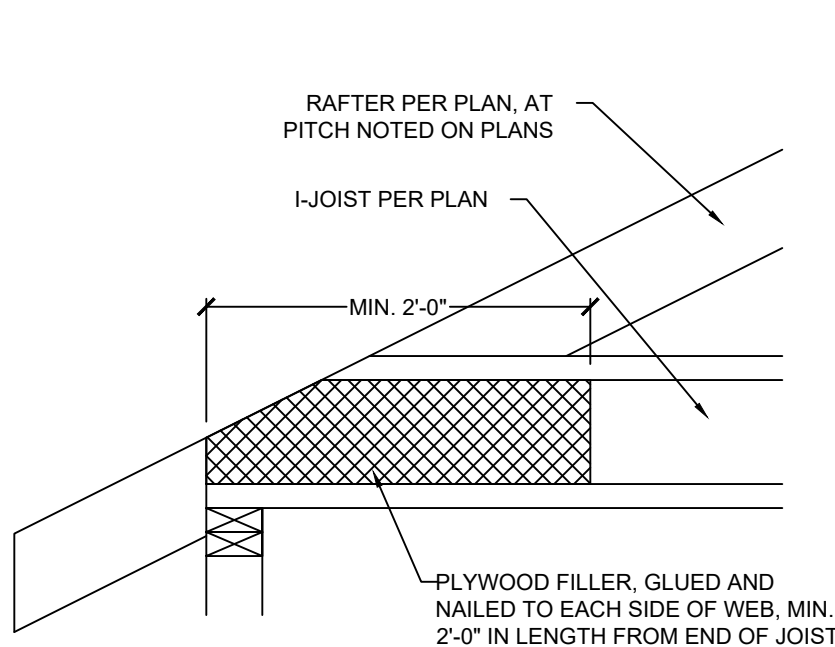 RAFTER PER PLAN, AT
PITCH NOTED ON PLANS
I-JOIST PER PLAN
MIN. 2'-0"
PLYWOOD FILLER, GLUED AND
NAILED TO EACH SIDE OF WEB, MIN.
2'-0" IN LENGTH FROM END OF JOIST